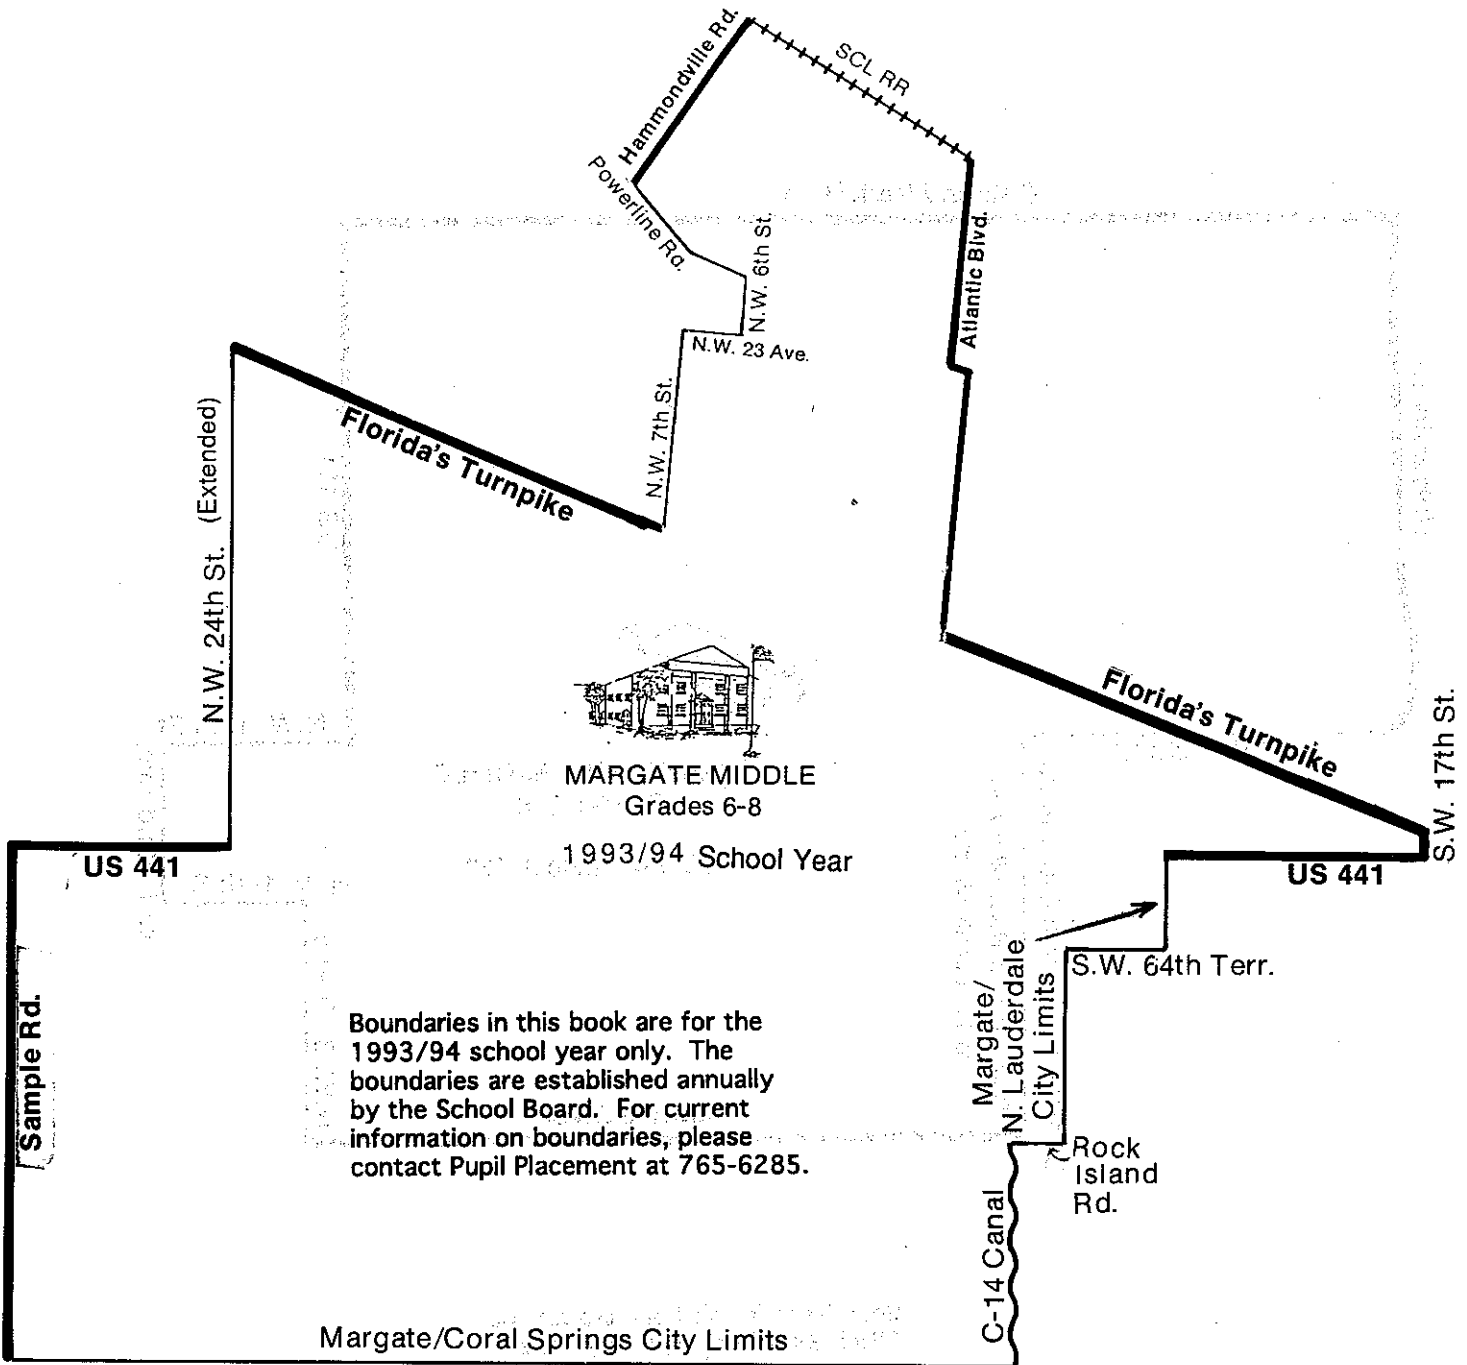 Hammondville Rd.
SCL RR
Powerline Rd.
N.W. 6th St.
Atlantic Blvd.
N.W. 23 Ave.
N.W. 7th St.
Florida's Turnpike
N.W. 24th St. (Extended)
Florida's Turnpike
S.W. 17th St.
MARGATE MIDDLE
Grades 6-8
1993/94 School Year
US 441
US 441
Margate/
N. Lauderdale
City Limits
S.W. 64th Terr.
Sample Rd.
Boundaries in this book are for the
1993/94 school year only. The
boundaries are established annually
by the School Board. For current
information on boundaries, please
contact Pupil Placement at 765-6285.
Rock
Island
Rd.
C-14 Canal
Margate/Coral Springs City Limits